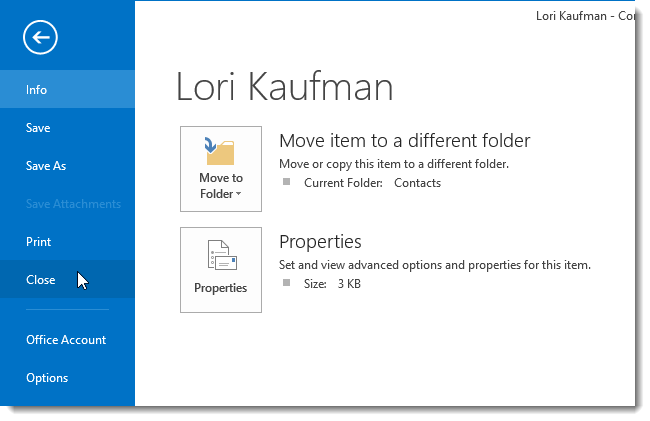 Lori Kaufman - Co
Info
Save
Save As
Save Attachments
Print
Close
Office Account
Options
Lori Kaufman
Move to
Folder
Move item to a different folder
Move or copy this item to a different folder.
Current Folder: Contacts
Properties
Properties
Set and view advanced options and properties for this item.
Size: 3 KB